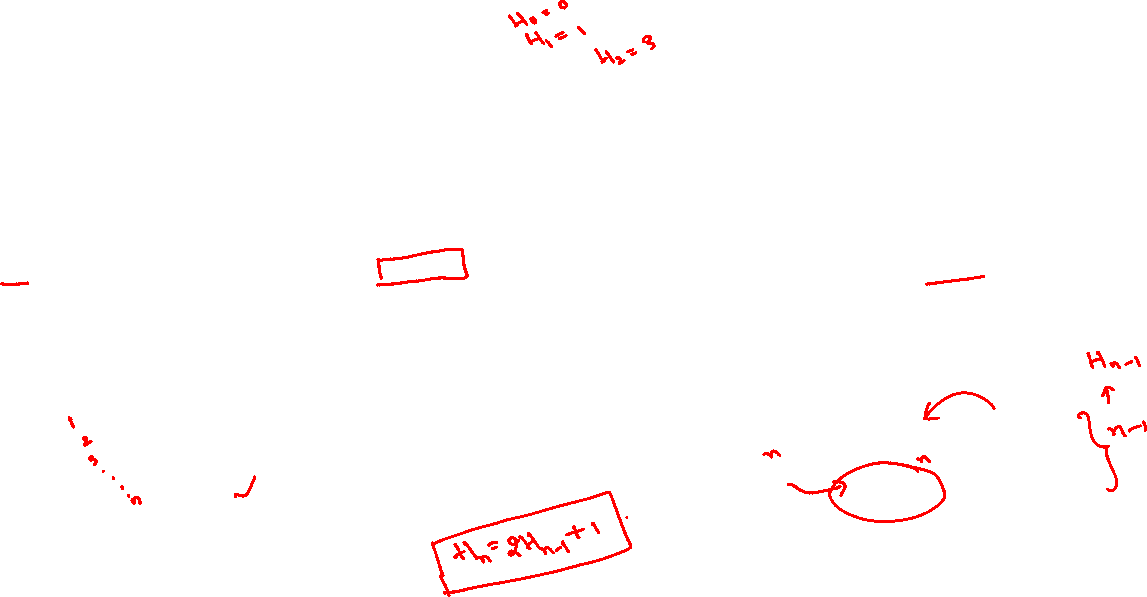 H₀ = 0
H₁ = 1
H₂ = 3
Hₙ₋₁
n-1
1
2
3
...
n
n
n
Hₙ = 2Hₙ₋₁ + 1